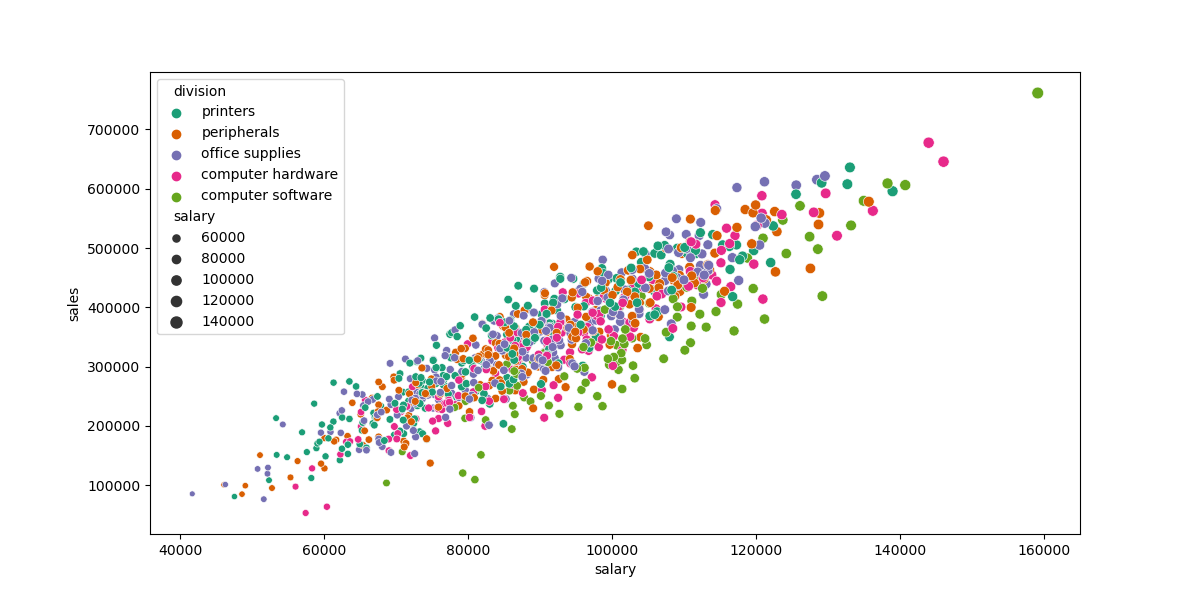 division
printers
peripherals
office supplies
computer hardware
computer software
salary
60000
80000
100000
120000
140000
700000
600000
500000
400000
300000
200000
100000
sales
40000 60000 80000 100000 120000 140000 160000
salary